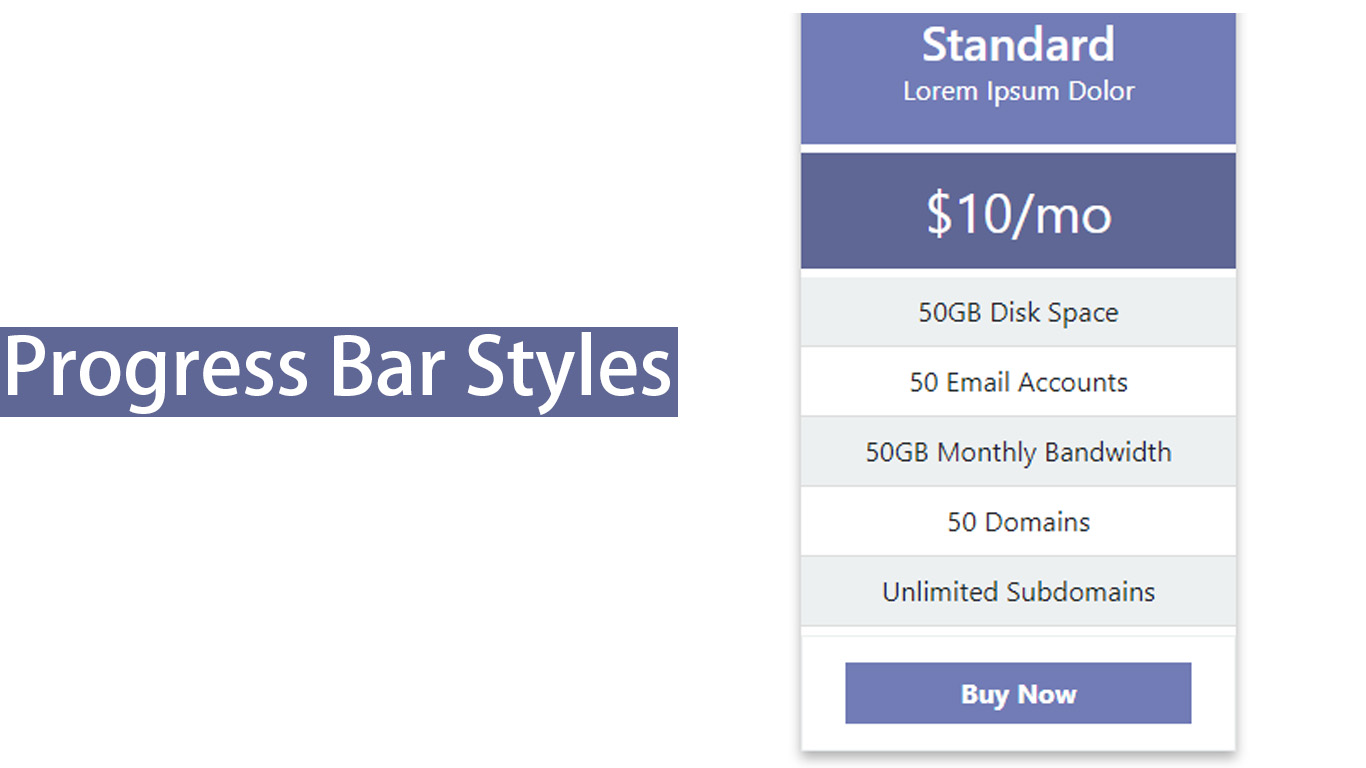 Progress Bar Styles
Standard
Lorem Ipsum Dolor
$10/mo
50GB Disk Space
50 Email Accounts
50GB Monthly Bandwidth
50 Domains
Unlimited Subdomains
Buy Now